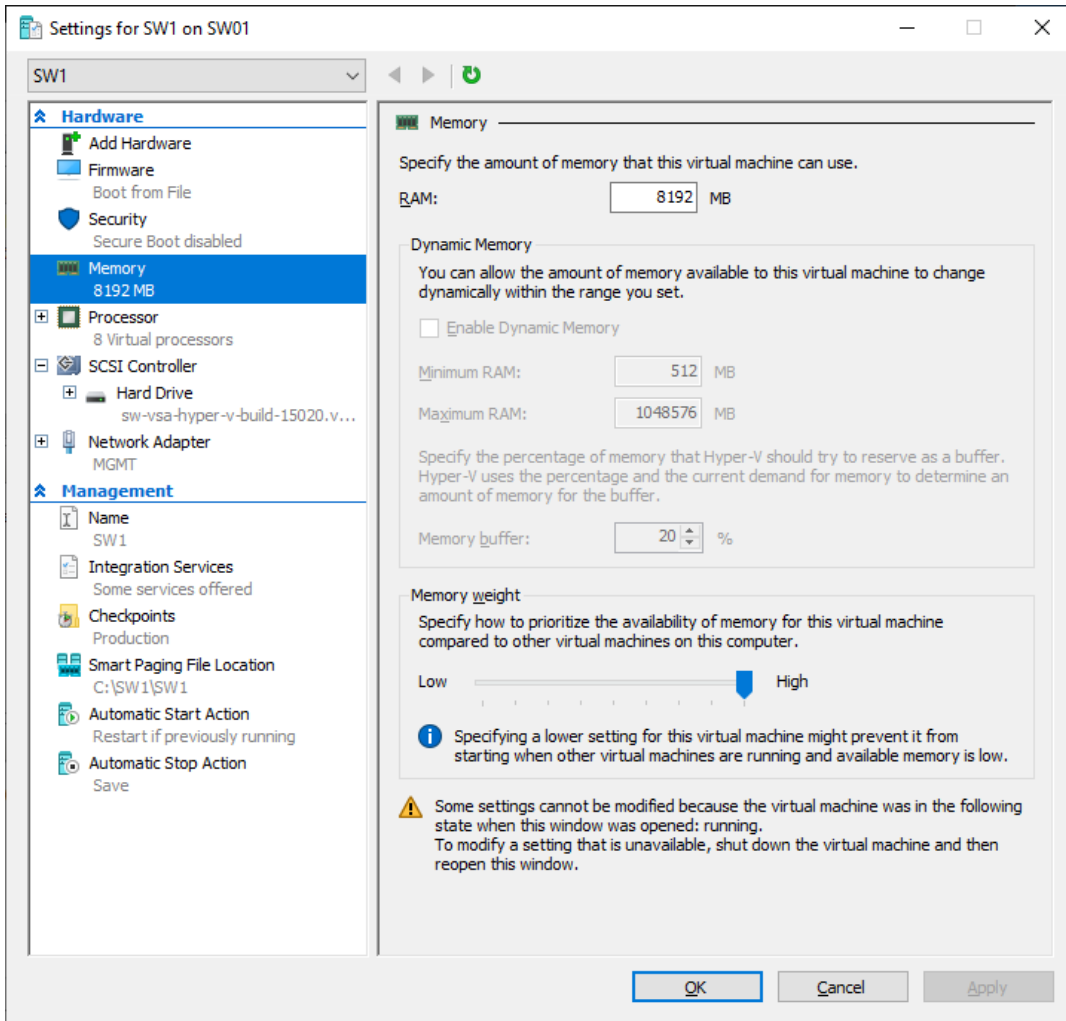 Settings for SW1 on SW01
SW1
Hardware
Add Hardware
Firmware
Boot from File
Security
Secure Boot disabled
Memory
8192 MB
Processor
8 Virtual processors
SCSI Controller
Hard Drive
sw-vsa-hyper-v-build-15020.v...
Network Adapter
MGMT
Management
Name
SW1
Integration Services
Some services offered
Checkpoints
Production
Smart Paging File Location
C:\SW1\SW1
Automatic Start Action
Restart if previously running
Automatic Stop Action
Save
Memory
Specify the amount of memory that this virtual machine can use.
RAM: 8192 MB
Dynamic Memory
You can allow the amount of memory available to this virtual machine to change
dynamically within the range you set.
Enable Dynamic Memory
Minimum RAM: 512 MB
Maximum RAM: 1048576 MB
Specify the percentage of memory that Hyper-V should try to reserve as a buffer.
Hyper-V uses the percentage and the current demand for memory to determine an
amount of memory for the buffer.
Memory buffer: 20 %
Memory weight
Specify how to prioritize the availability of memory for this virtual machine
compared to other virtual machines on this computer.
Low High
Specifying a lower setting for this virtual machine might prevent it from
starting when other virtual machines are running and available memory is low.
Some settings cannot be modified because the virtual machine was in the following
state when this window was opened: running.
To modify a setting that is unavailable, shut down the virtual machine and then
reopen this window.
OK Cancel Apply